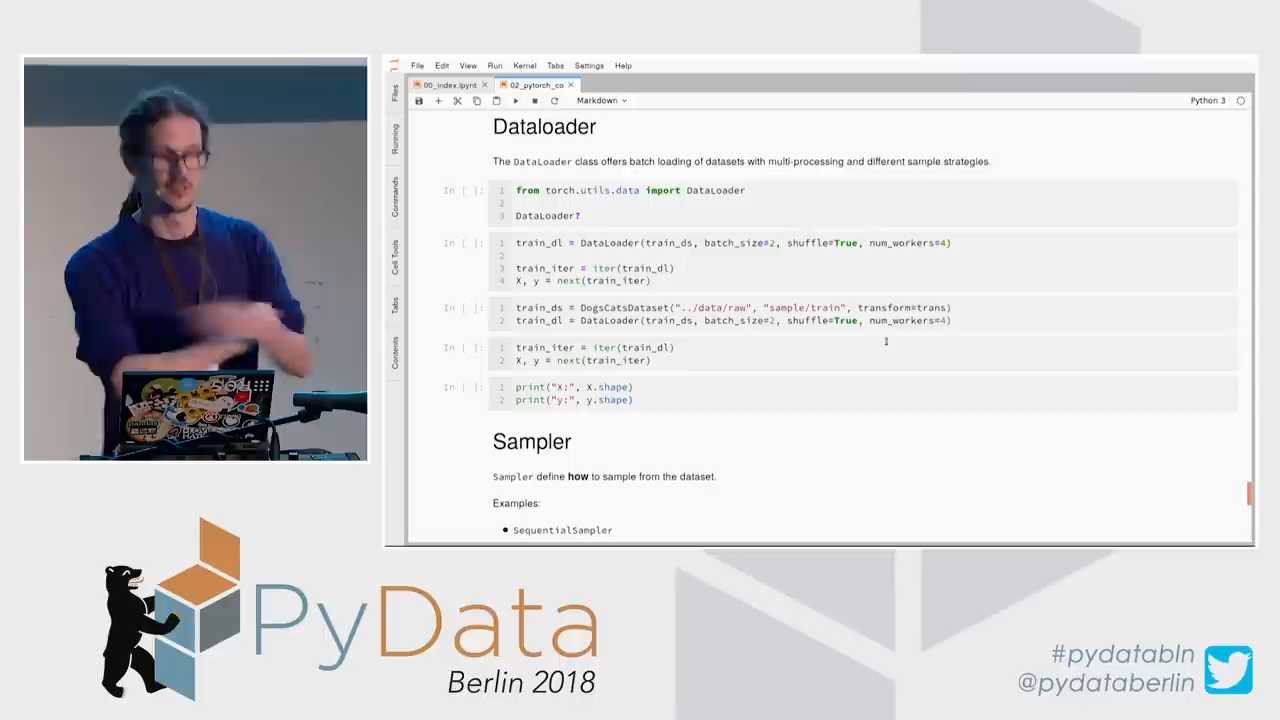 File Edit View Run Kernel Tabs Settings Help
00_index.ipynt × 02_pytorch_co ×
Markdown
Python 3
Files
Running
Commands
Cell Tools
Tabs
Contents
Dataloader
The DataLoader class offers batch loading of datasets with multi-processing and different sample strategies.
In [ ]: 1 from torch.utils.data import DataLoader
2
3 DataLoader?
In [ ]: 1 train_dl = DataLoader(train_ds, batch_size=2, shuffle=True, num_workers=4)
2
3 train_iter = iter(train_dl)
4 X, y = next(train_iter)
In [ ]: 1 train_ds = DogsCatsDataset("../data/raw", "sample/train", transform=trans)
2 train_dl = DataLoader(train_ds, batch_size=2, shuffle=True, num_workers=4)
In [ ]: 1 train_iter = iter(train_dl)
2 X, y = next(train_iter)
In [ ]: 1 print("X:", X.shape)
2 print("y:", y.shape)
Sampler
Sampler define how to sample from the dataset.
Examples:
● SequentialSampler
PyData
Berlin 2018
#pydatabln
@pydataberlin